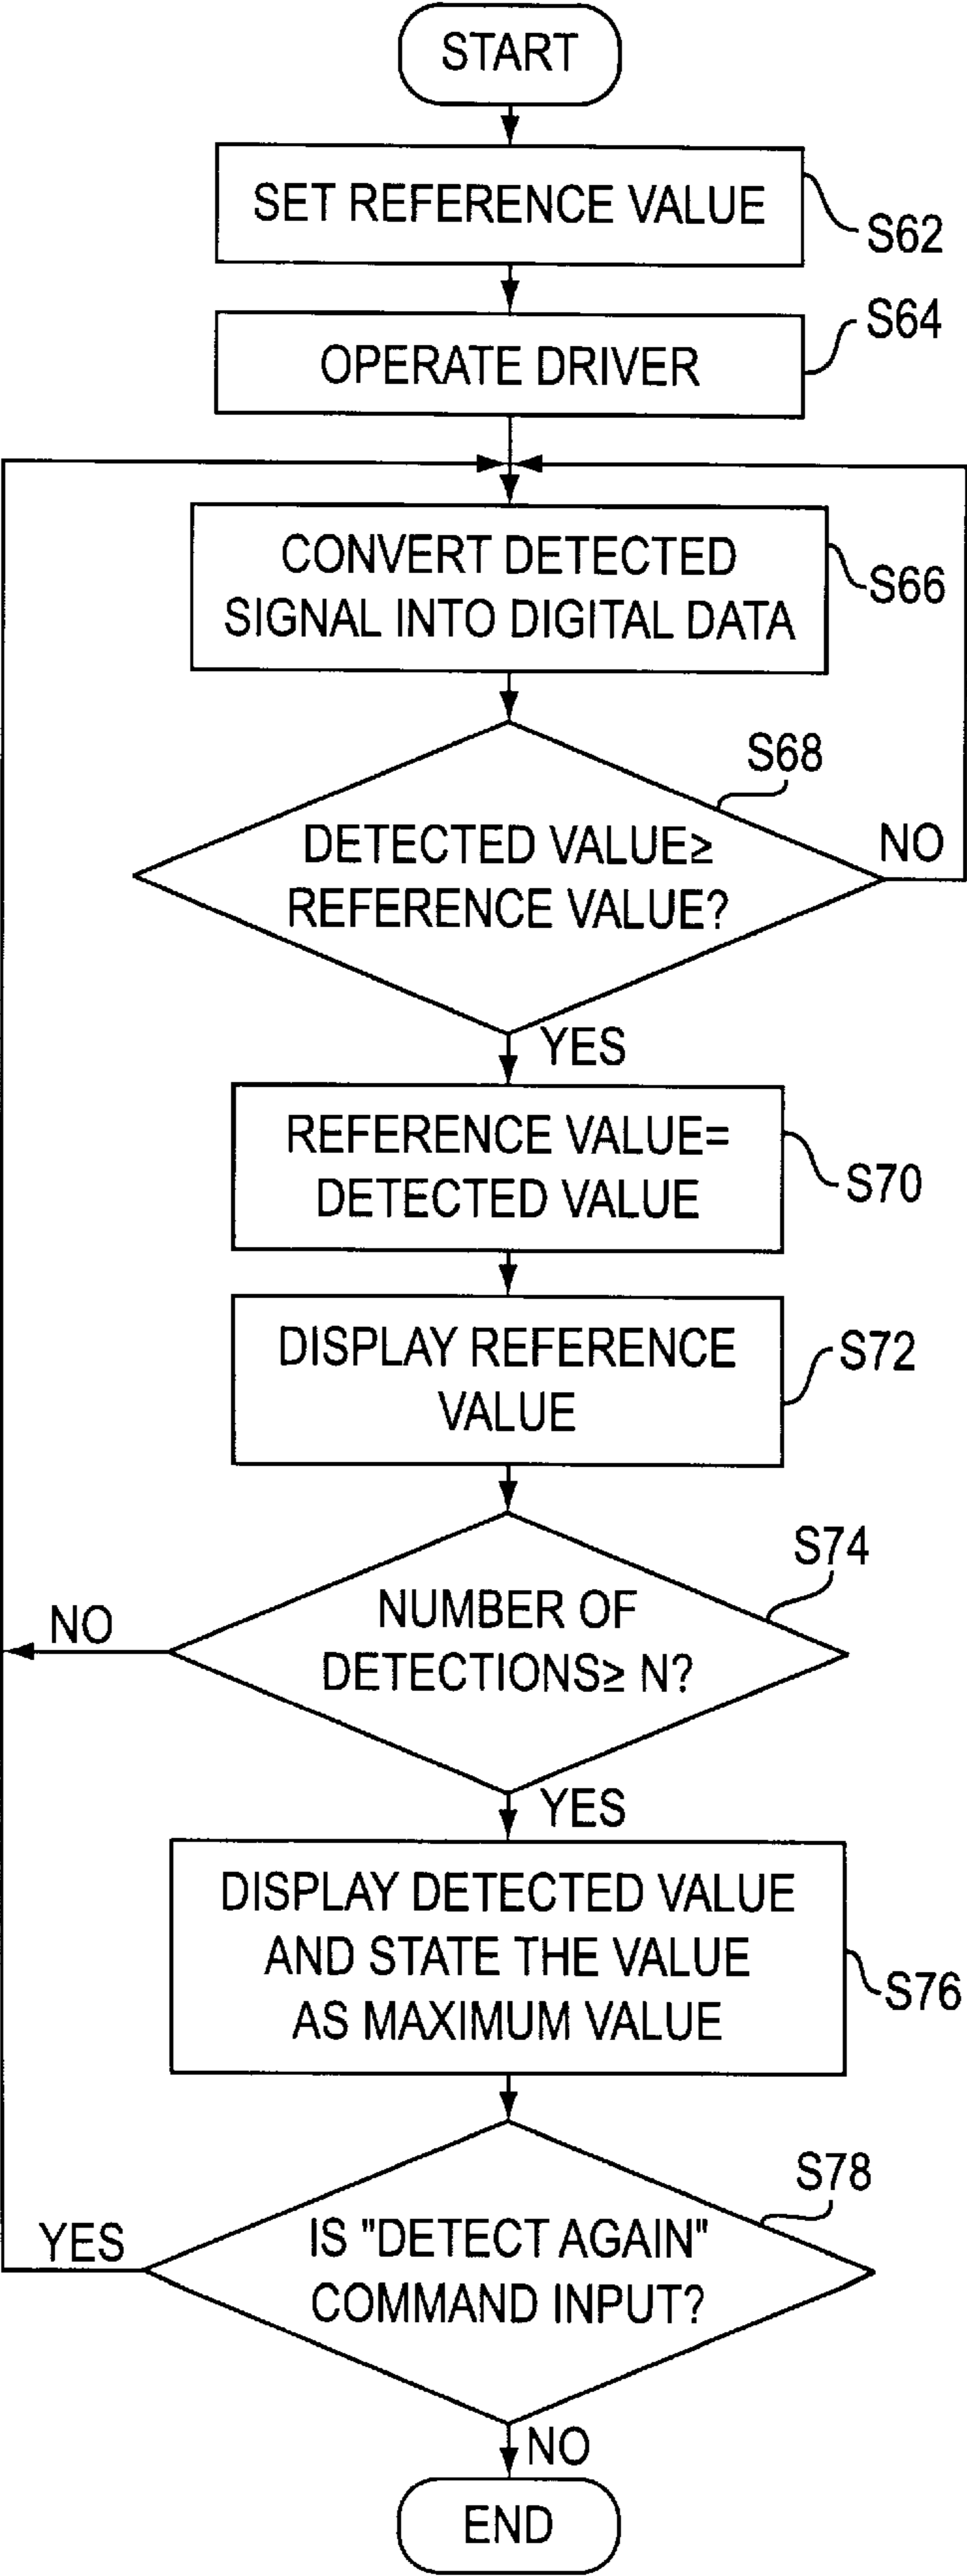 START
SET REFERENCE VALUE
S62
S64
OPERATE DRIVER
CONVERT DETECTED
SIGNAL INTO DIGITAL DATA
S66
S68
DETECTED VALUE≥
REFERENCE VALUE?
NO
YES
REFERENCE VALUE=
DETECTED VALUE
S70
DISPLAY REFERENCE
VALUE
S72
S74
NUMBER OF
DETECTIONS≥ N?
NO
YES
DISPLAY DETECTED VALUE
AND STATE THE VALUE
AS MAXIMUM VALUE
S76
S78
IS "DETECT AGAIN"
COMMAND INPUT?
YES
NO
END